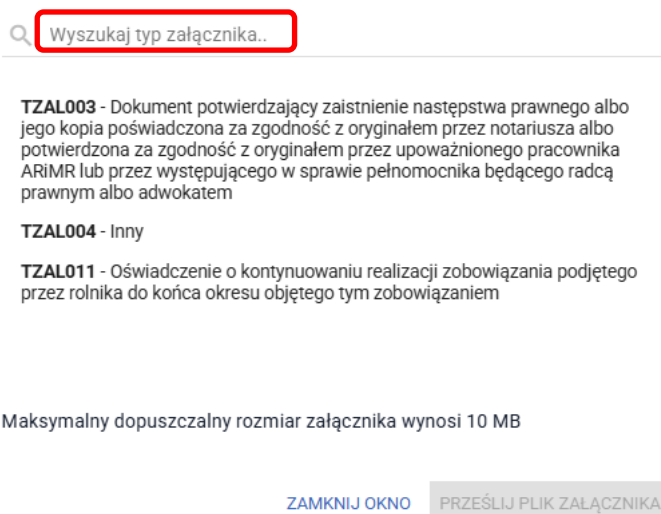 Wyszukaj typ załącznika..
TZAL003 - Dokument potwierdzający zaistnienie następstwa prawnego albo
jego kopia poświadczona za zgodność z oryginałem przez notariusza albo
potwierdzona za zgodność z oryginałem przez upoważnionego pracownika
ARiMR lub przez występującego w sprawie pełnomocnika będącego radcą
prawnym albo adwokatem
TZAL004 - Inny
TZAL011 - Oświadczenie o kontynuowaniu realizacji zobowiązania podjętego
przez rolnika do końca okresu objętego tym zobowiązaniem
Maksymalny dopuszczalny rozmiar załącznika wynosi 10 MB
ZAMKNIJ OKNO PRZEŚLIJ PLIK ZAŁĄCZNIKA